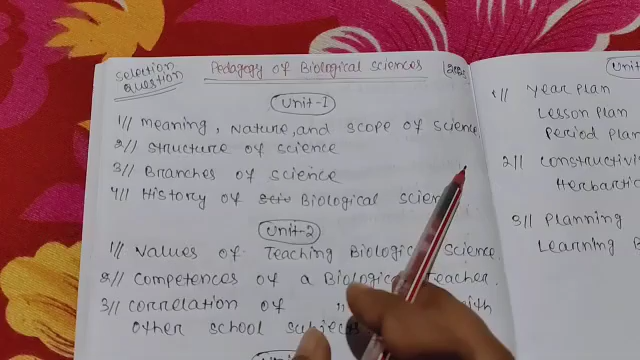 Selection question
Pedagogy of Biological Sciences
Unit-1
1// Meaning, Nature, and scope of science
2// Structure of science
3// Branches of science
4// History of Biological
Unit-2
1// Values of Teaching Biological Science
2// Competences of a Biological Teacher.
3// Correlation of " with
other school subjects
1// Year Plan
Lesson Plan
Period Plan
2//
3// Planning
Learning